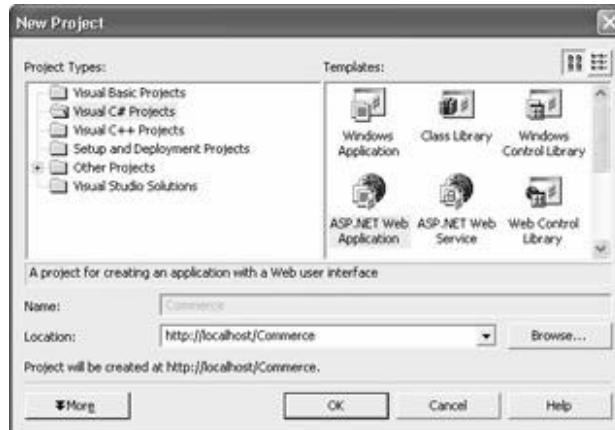 New Project
Project Types:
Templates:
Visual Basic Projects
Visual C# Projects
Visual C++ Projects
Setup and Deployment Projects
Other Projects
Visual Studio Solutions
Windows Application
Class Library
Windows Control Library
ASP.NET Web Application
ASP.NET Web Service
Web Control Library
A project for creating an application with a Web user interface
Name:
Commerce
Location:
http://localhost/Commerce
Browse...
Project will be created at http://localhost/Commerce.
More
OK
Cancel
Help